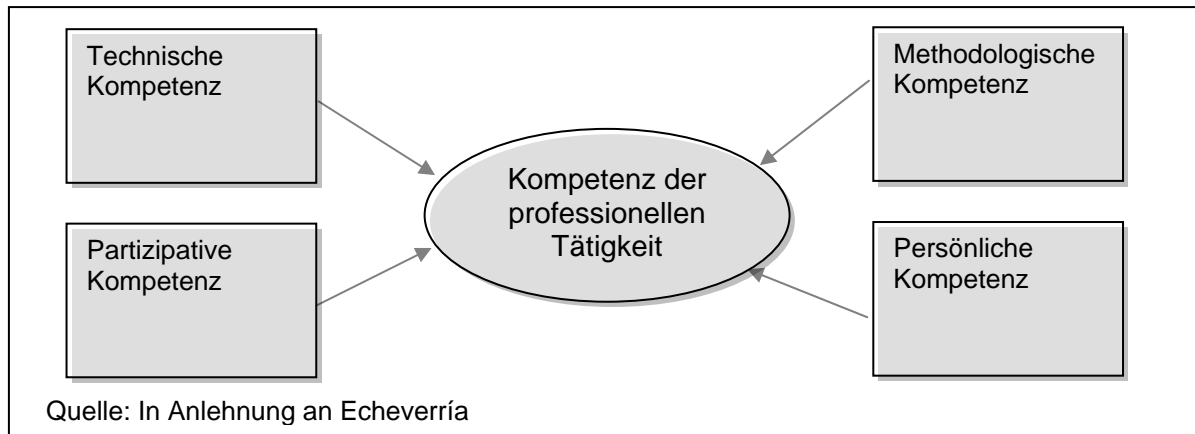 Technische
Kompetenz
Methodologische
Kompetenz
Kompetenz der
professionellen
Tätigkeit
Partizipative
Kompetenz
Persönliche
Kompetenz
Quelle: In Anlehnung an Echeverría